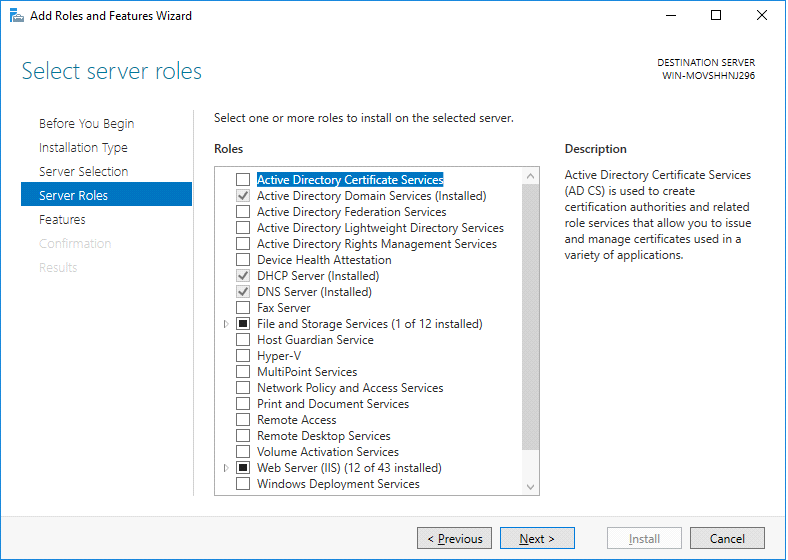 Add Roles and Features Wizard
Select server roles
DESTINATION SERVER
WIN-MOVSHHNJ296
Before You Begin
Installation Type
Server Selection
Server Roles
Features
Confirmation
Results
Select one or more roles to install on the selected server.
Roles
Active Directory Certificate Services
Active Directory Domain Services (Installed)
Active Directory Federation Services
Active Directory Lightweight Directory Services
Active Directory Rights Management Services
Device Health Attestation
DHCP Server (Installed)
DNS Server (Installed)
Fax Server
File and Storage Services (1 of 12 installed)
Host Guardian Service
Hyper-V
MultiPoint Services
Network Policy and Access Services
Print and Document Services
Remote Access
Remote Desktop Services
Volume Activation Services
Web Server (IIS) (12 of 43 installed)
Windows Deployment Services
Description
Active Directory Certificate Services
(AD CS) is used to create
certification authorities and related
role services that allow you to issue
and manage certificates used in a
variety of applications.
< Previous
Next >
Install
Cancel